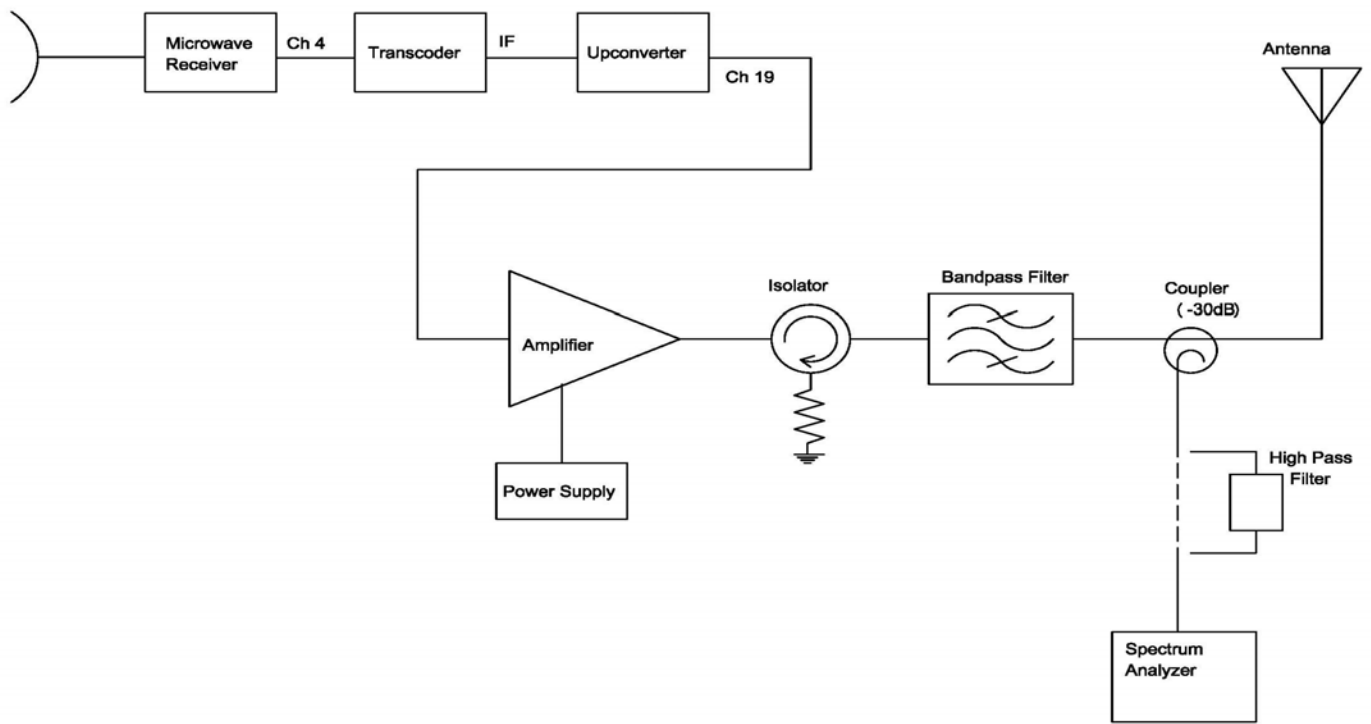 Microwave
Receiver
Ch 4
Transcoder
IF
Upconverter
Ch 19
Antenna
Amplifier
Power Supply
Isolator
Bandpass Filter
Coupler
( -30dB)
High Pass
Filter
Spectrum
Analyzer